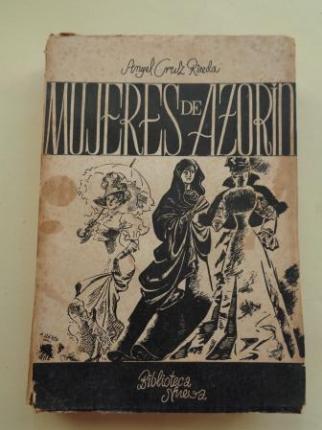 Angel Cruz Rueda
MUJERES DE AZORIN
Biblioteca
Nueva